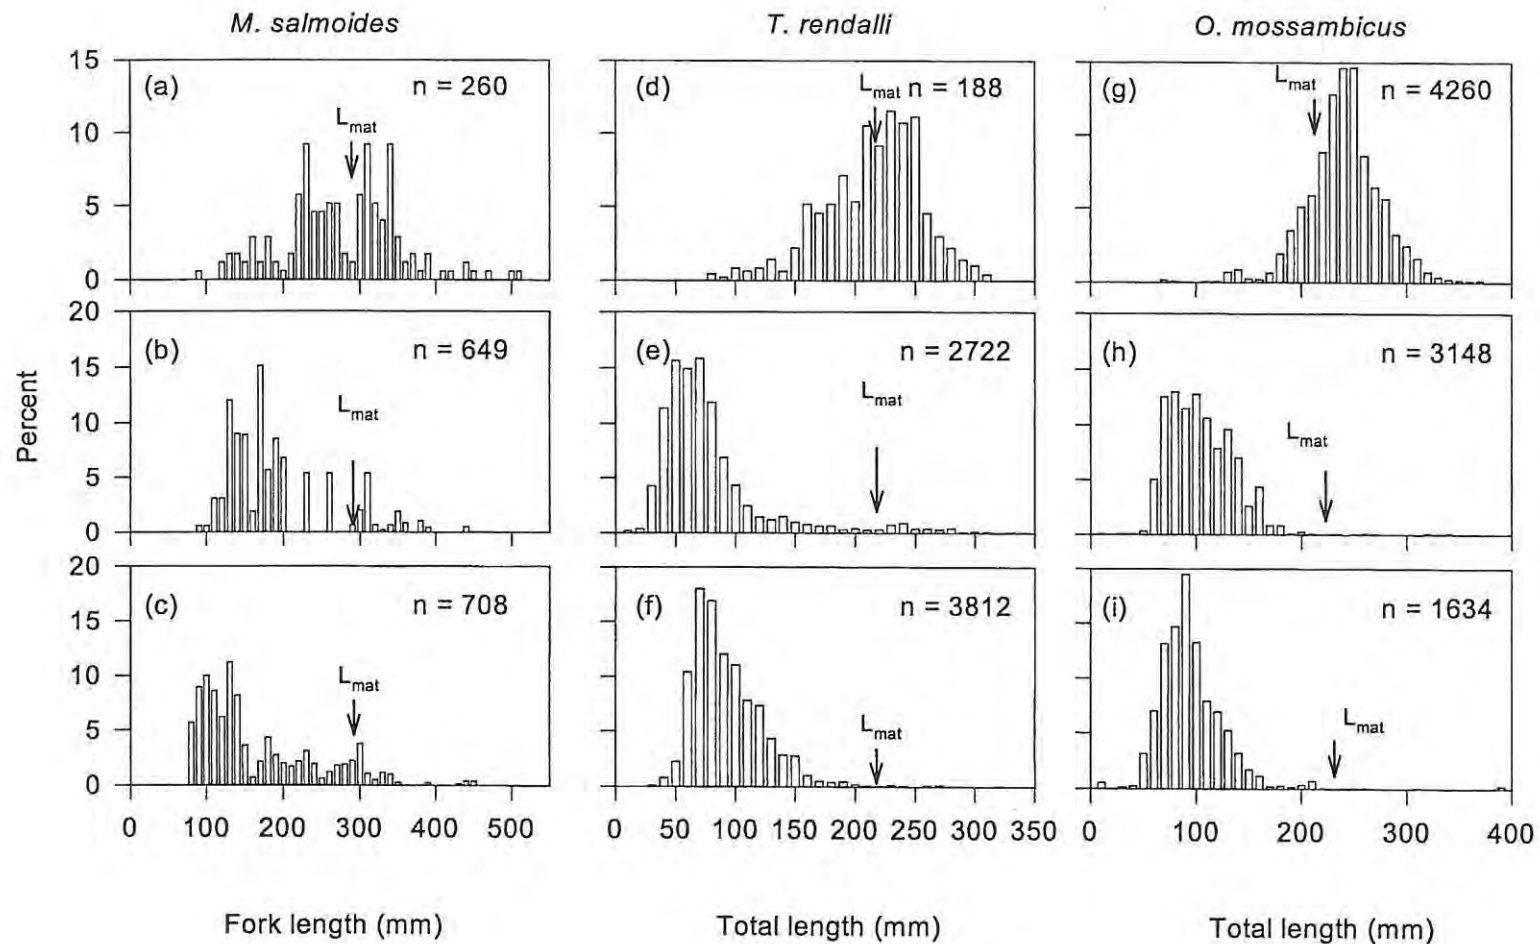 M. salmoides T. rendalli O. mossambicus
15 (a) n = 260 (d) Lmat n = 188 (g) Lmat n = 4260
Lmat
10
5
0
20
(b) n = 649 (e) n = 2722 (h) n = 3148
15
Lmat Lmat Lmat
10
5
0
Percent
20
(c) n = 708 (f) n = 3812 (i) n = 1634
15
10
Lmat Lmat Lmat
5
0
0 100 200 300 400 500 0 50 100 150 200 250 300 350 0 100 200 300 400
Fork length (mm) Total length (mm) Total length (mm)